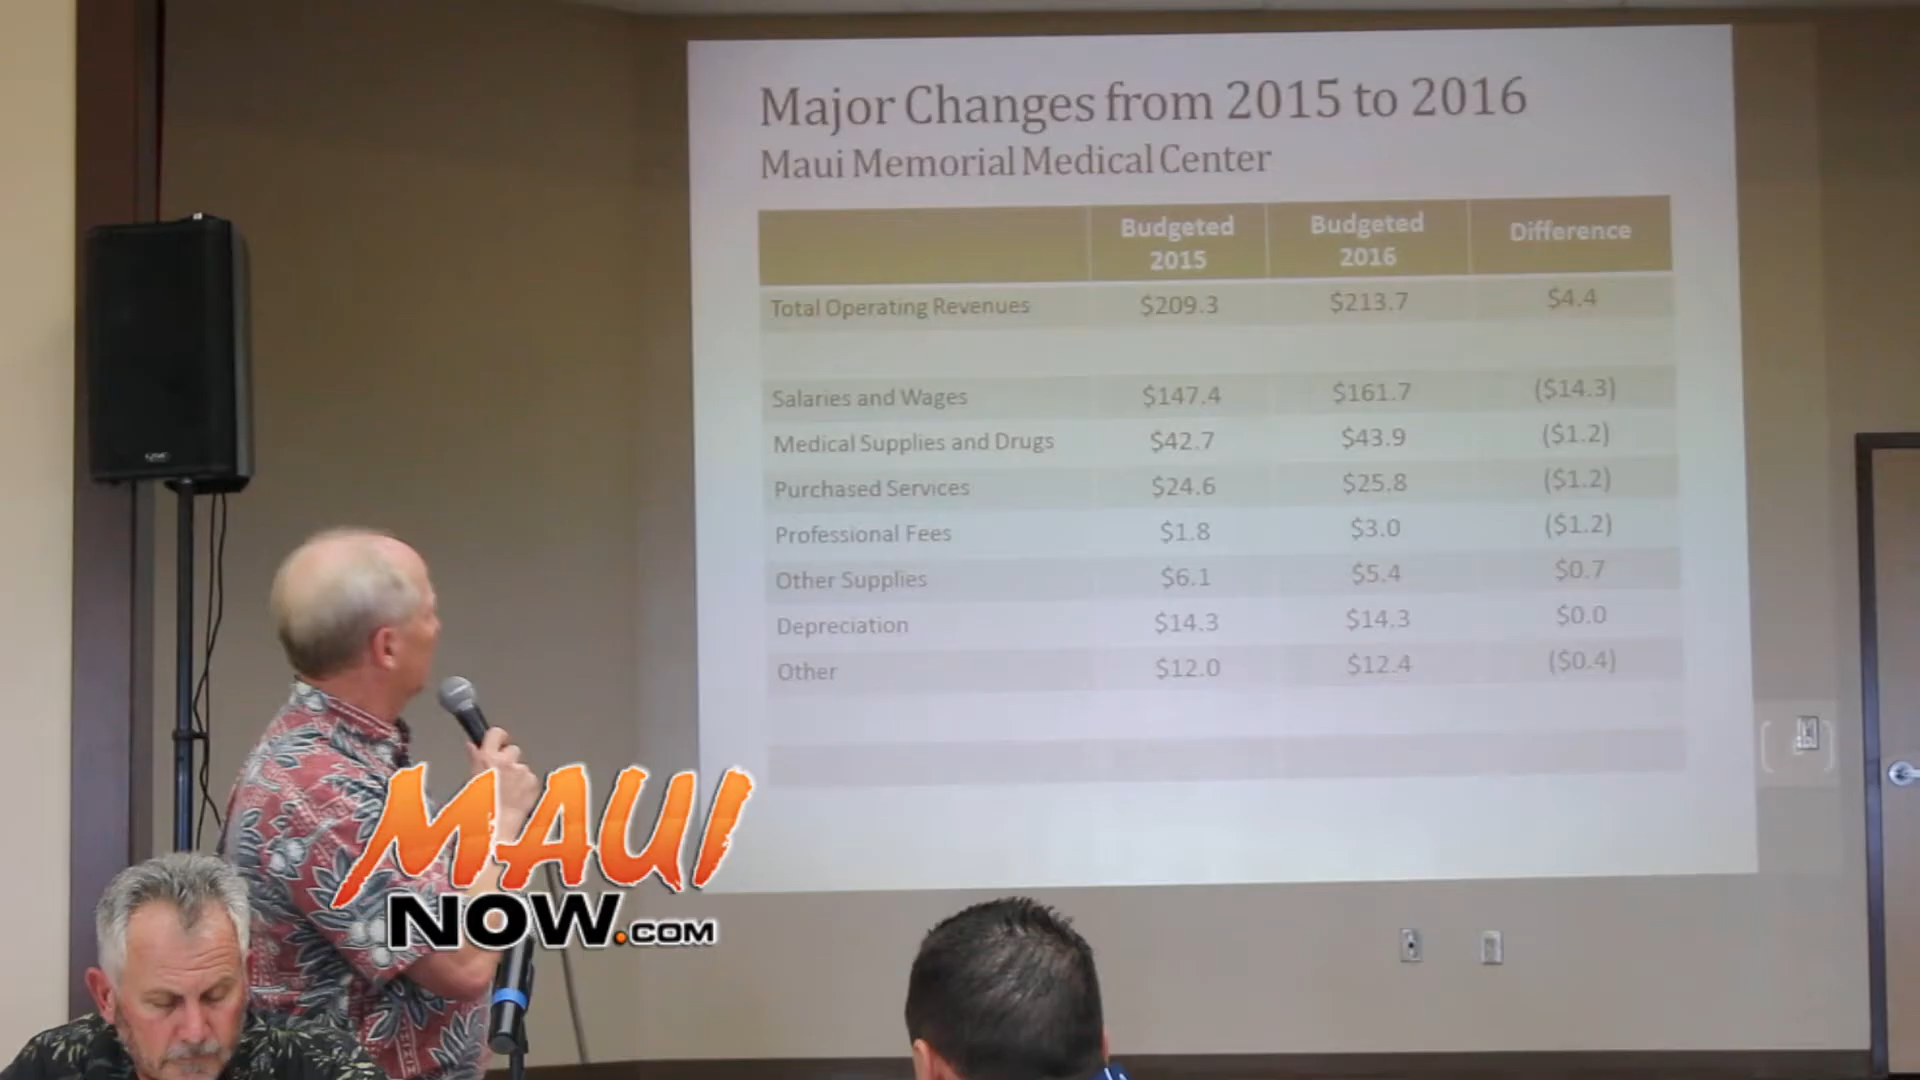 Major Changes from 2015 to 2016
Maui Memorial Medical Center
Budgeted 2015 Budgeted 2016 Difference
Total Operating Revenues $209.3 $213.7 $4.4
Salaries and Wages $147.4 $161.7 ($14.3)
Medical Supplies and Drugs $42.7 $43.9 ($1.2)
Purchased Services $24.6 $25.8 ($1.2)
Professional Fees $1.8 $3.0 ($1.2)
Other Supplies $6.1 $5.4 $0.7
Depreciation $14.3 $14.3 $0.0
Other $12.0 $12.4 ($0.4)
MAUI
NOW.COM